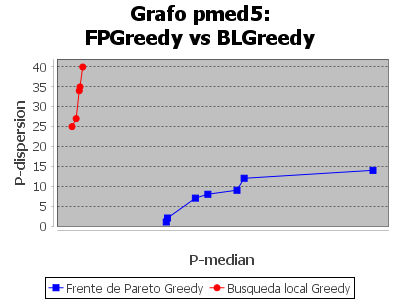 Grafo pmed5:
FPGreedy vs BLGreedy
40
35
30
25
20
15
10
5
0
P-dispersion
P-median
Frente de Pareto Greedy
Busqueda local Greedy